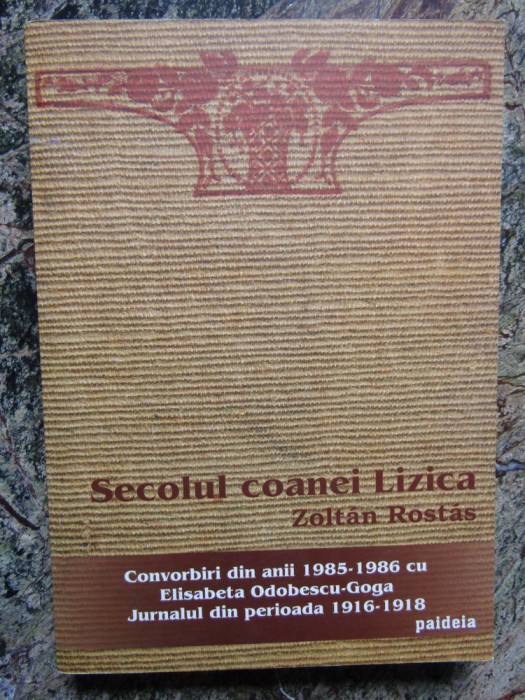 Secolul coanei Lizica
Zoltán Rostás
Convorbiri din anii 1985-1986 cu
Elisabeta Odobescu-Goga
Jurnalul din perioada 1916-1918
paideia